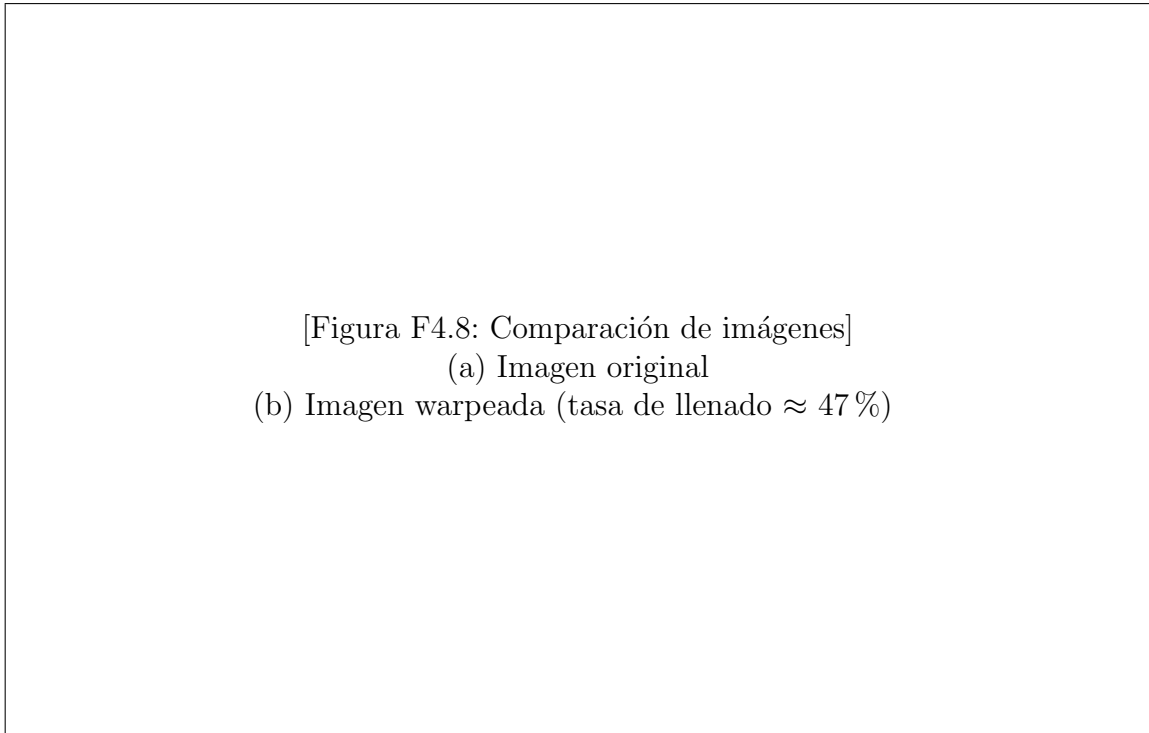 [Figura F4.8: Comparación de imágenes]
(a) Imagen original
(b) Imagen warpeada (tasa de llenado ≈ 47 %)